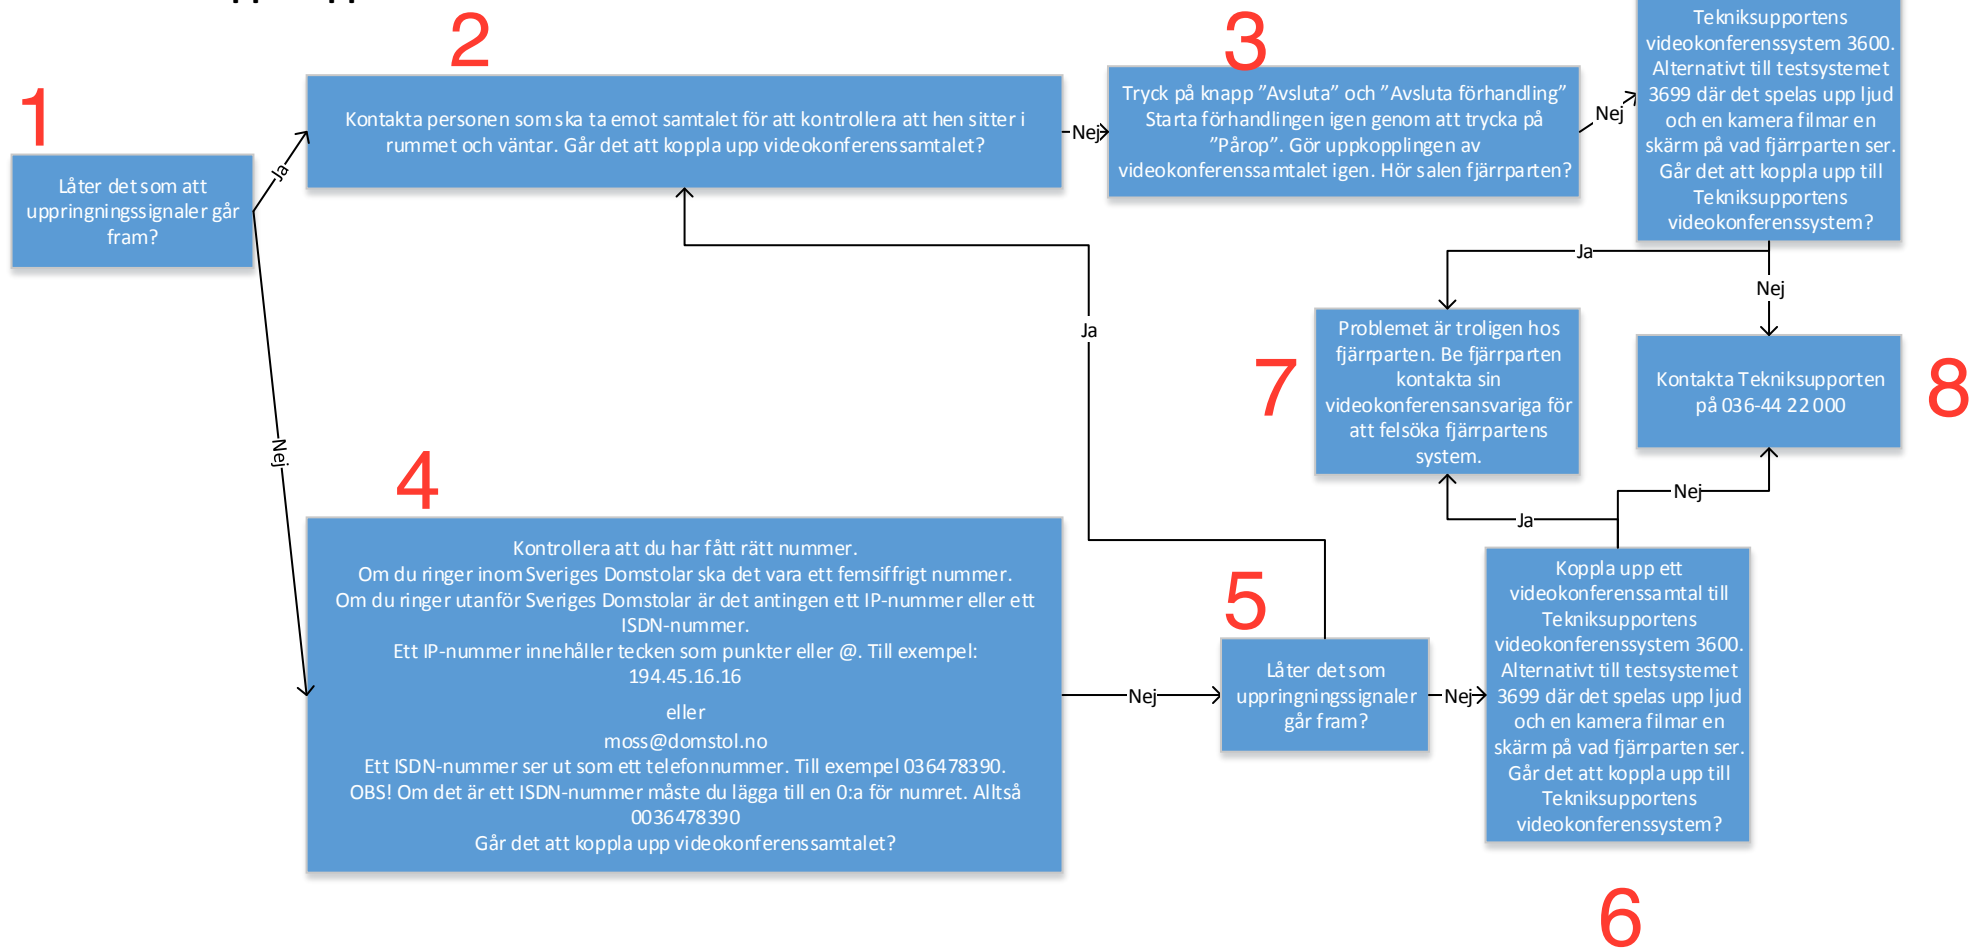 2
3
Tekniksupportens
videokonferenssystem 3600.
Alternativt till testsystemet
3699 där det spelas upp ljud
och en kamera filmar en
skärm på vad fjärrparten ser.
Går det att koppla upp till
Tekniksupportens
videokonferenssystem?
1
Låter det som att
uppringningssignaler går
fram?
Ja
Kontakta personen som ska ta emot samtalet för att kontrollera att hen sitter i
rummet och väntar. Går det att koppla upp videokonferenssamtalet?
Nej
Tryck på knapp ”Avsluta” och ”Avsluta förhandling”
Starta förhandlingen igen genom att trycka på
”Pårop”. Gör uppkopplingen av
videokonferenssamtalet igen. Hör salen fjärrparten?
Nej
Ja
Nej
Ja
7
Problemet är troligen hos
fjärrparten. Be fjärrparten
kontakta sin
videokonferensansvariga för
att felsöka fjärrpartens
system.
Kontakta Tekniksupporten
på 036-44 22 000
8
Nej
4
Kontrollera att du har fått rätt nummer.
Om du ringer inom Sveriges Domstolar ska det vara ett femsiffrigt nummer.
Om du ringer utanför Sveriges Domstolar är det antingen ett IP-nummer eller ett
ISDN-nummer.
Ett IP-nummer innehåller tecken som punkter eller @. Till exempel:
194.45.16.16
eller
moss@domstol.no
Ett ISDN-nummer ser ut som ett telefonnummer. Till exempel 036478390.
OBS! Om det är ett ISDN-nummer måste du lägga till en 0:a för numret. Alltså
0036478390
Går det att koppla upp videokonferenssamtalet?
Nej
5
Låter det som
uppringningssignaler
går fram?
Nej
Ja
Nej
Koppla upp ett
videokonferenssamtal till
Tekniksupportens
videokonferenssystem 3600.
Alternativt till testsystemet
3699 där det spelas upp ljud
och en kamera filmar en
skärm på vad fjärrparten ser.
Går det att koppla upp till
Tekniksupportens
videokonferenssystem?
6